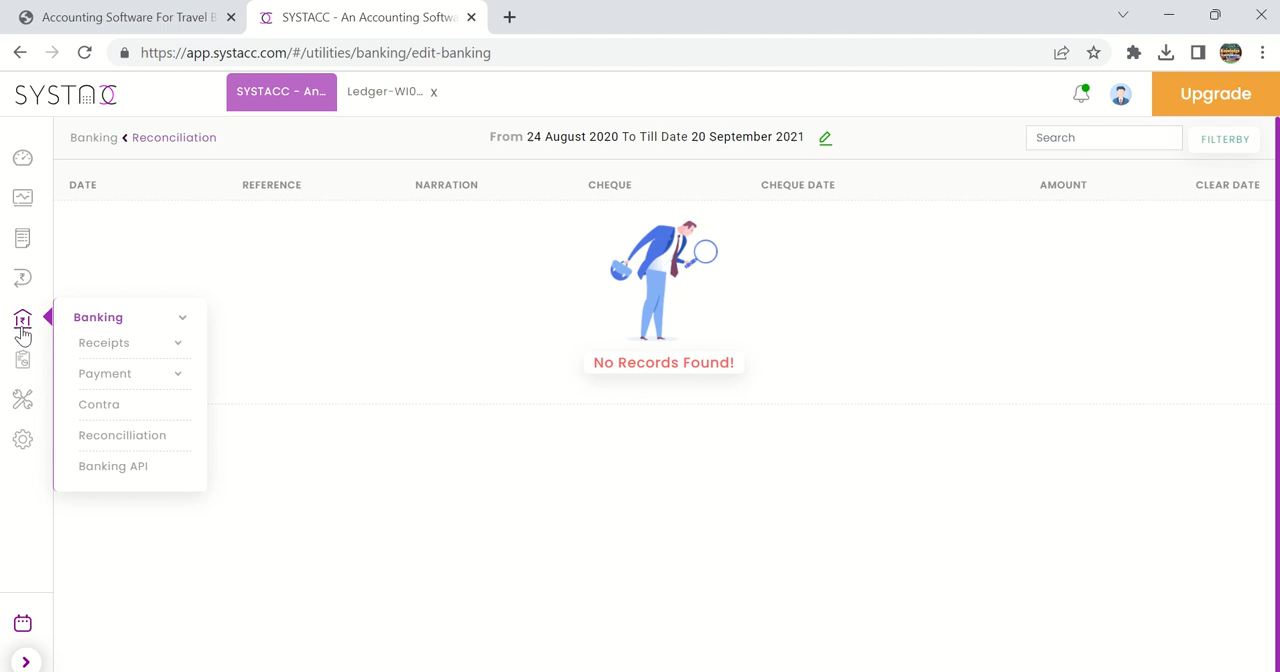 Accounting Software For Travel B
SYSTACC - An Accounting Softwa
https://app.systacc.com/#/utilities/banking/edit-banking
SYSTACC
SYSTACC - An...
Ledger-WI0... x
Upgrade
Banking Reconciliation
From 24 August 2020 To Till Date 20 September 2021
Search
FILTERBY
DATE REFERENCE NARRATION CHEQUE CHEQUE DATE AMOUNT CLEAR DATE
No Records Found!
Banking
Receipts
Payment
Contra
Reconcilliation
Banking API